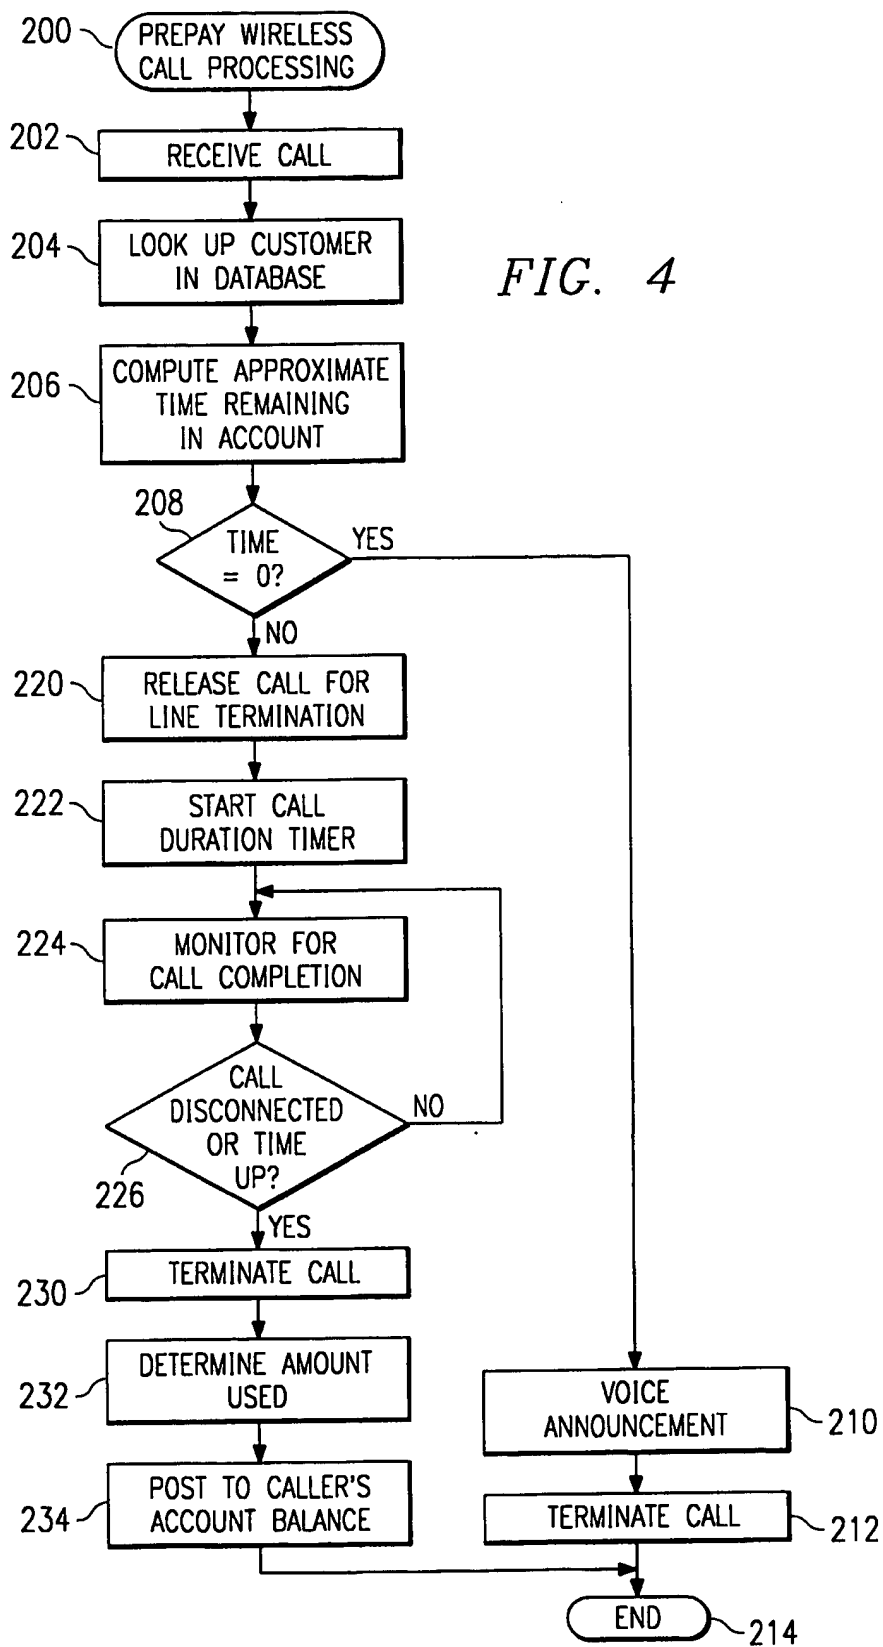 200
PREPAY WIRELESS
CALL PROCESSING
202
RECEIVE CALL
204
LOOK UP CUSTOMER
IN DATABASE
FIG. 4
206
COMPUTE APPROXIMATE
TIME REMAINING
IN ACCOUNT
208
TIME
= 0?
YES
NO
220
RELEASE CALL FOR
LINE TERMINATION
222
START CALL
DURATION TIMER
224
MONITOR FOR
CALL COMPLETION
CALL
DISCONNECTED
OR TIME
UP?
NO
226
YES
230
TERMINATE CALL
232
DETERMINE AMOUNT
USED
VOICE
ANNOUNCEMENT
210
234
POST TO CALLER'S
ACCOUNT BALANCE
TERMINATE CALL
212
END
214